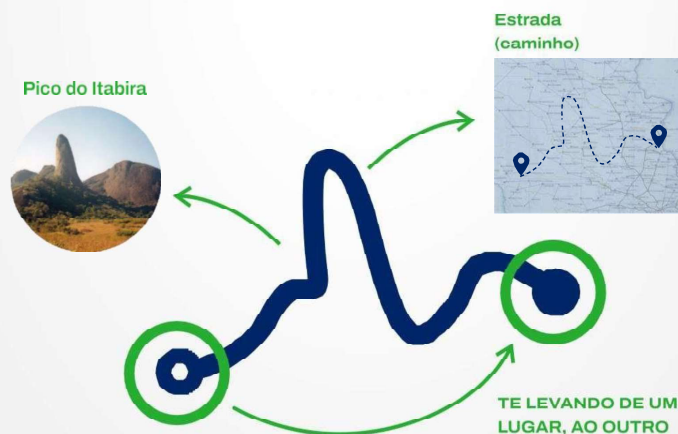 Estrada
(caminho)
Pico do Itabira
TE LEVANDO DE UM
LUGAR, AO OUTRO